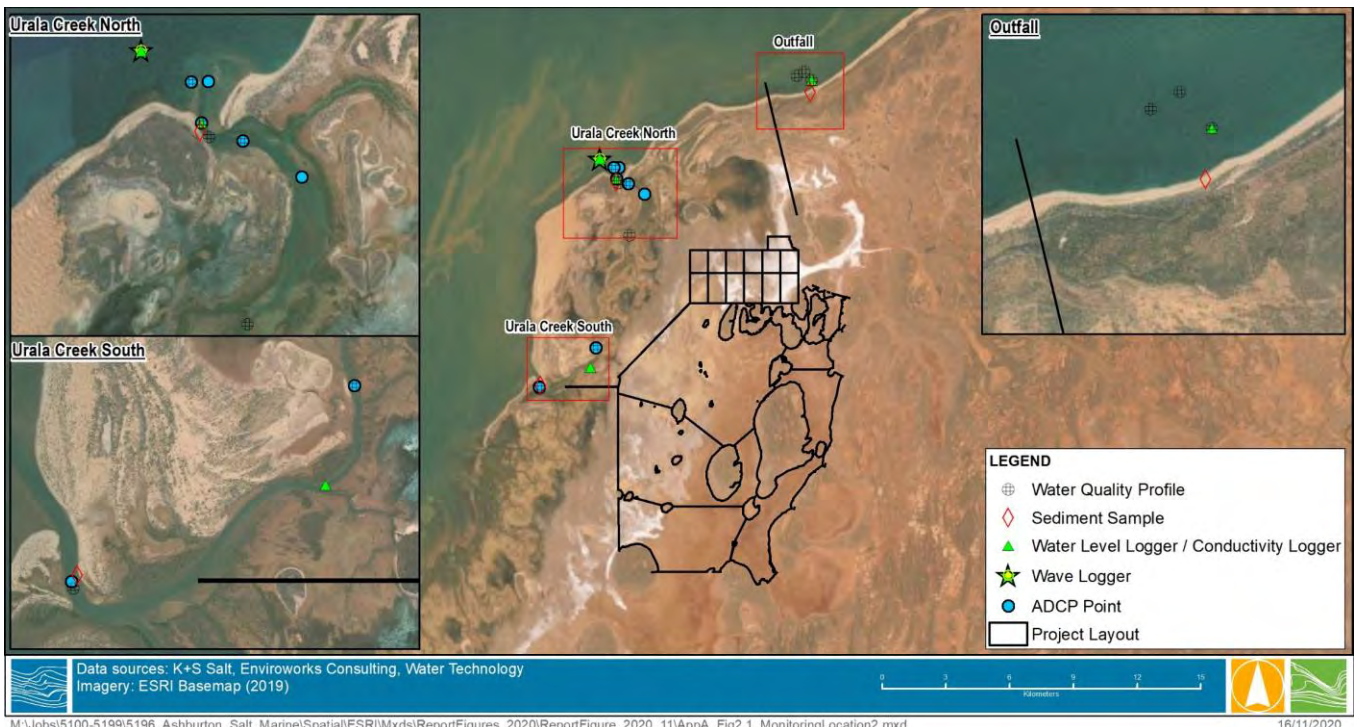 Urala Creek North
Outfall
Outfall
Urala Creek North
Urala Creek South
Urala Creek South
LEGEND
Water Quality Profile
Sediment Sample
Water Level Logger / Conductivity Logger
Wave Logger
ADCP Point
Project Layout
Data sources: K+S Salt, Enviroworks Consulting, Water Technology
Imagery: ESRI Basemap (2019)
0 3 6 9 12 15
Kilometers
M:\Jobs\5100-5199\5196_Ashburton_Salt_Marine\Spatial\ESRI\Mxds\ReportFigures_2020\ReportFigure_2020_11\AppA_Fig2.1_MonitoringLocation2.mxd
16/11/2020